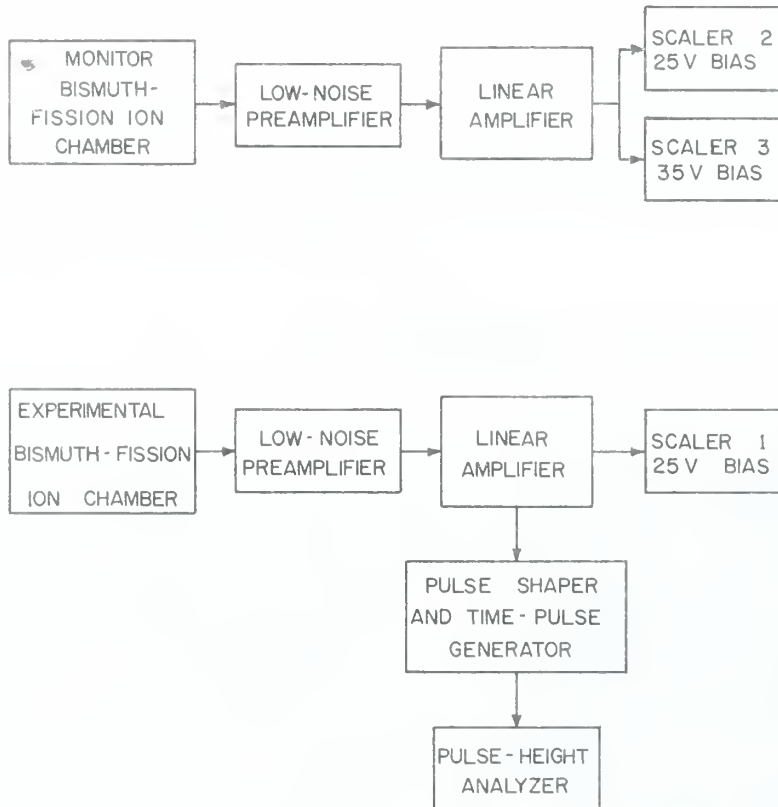 MONITOR
BISMUTH-
FISSION ION
CHAMBER
LOW-NOISE
PREAMPLIFIER
LINEAR
AMPLIFIER
SCALER 2
25 V BIAS
SCALER 3
35 V BIAS
EXPERIMENTAL
BISMUTH-FISSION
ION CHAMBER
LOW-NOISE
PREAMPLIFIER
LINEAR
AMPLIFIER
SCALER 1
25 V BIAS
PULSE SHAPER
AND TIME-PULSE
GENERATOR
PULSE-HEIGHT
ANALYZER